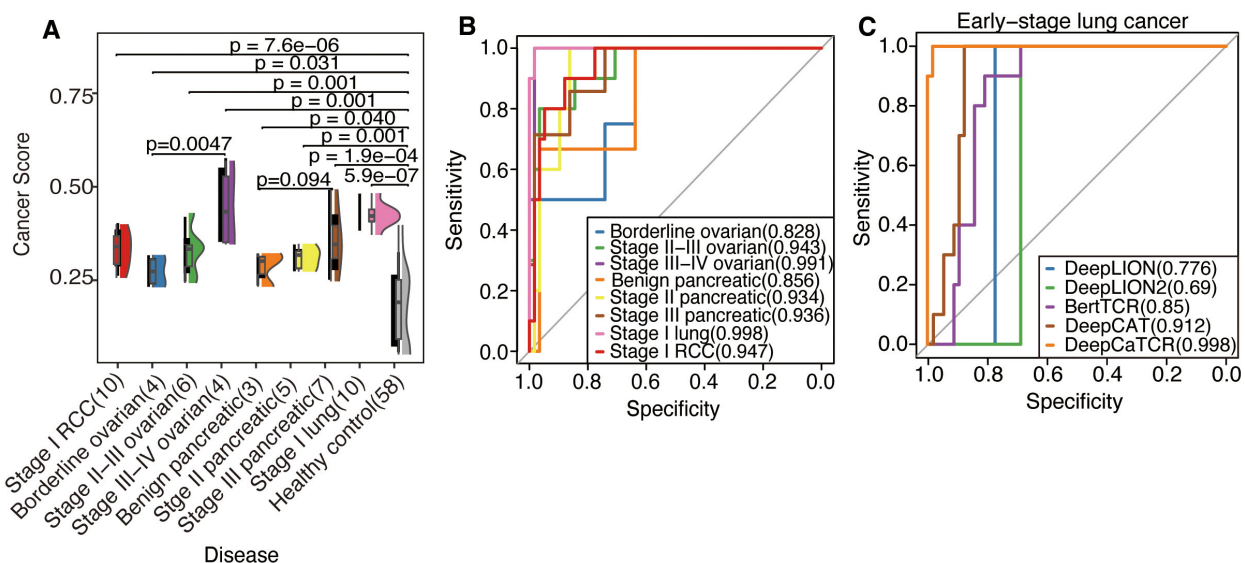 A
Cancer Score
0.75
0.50
0.25
p = 7.6e−06
p = 0.031
p = 0.001
p = 0.001
p = 0.040
p = 0.001
p = 1.9e−04
5.9e−07
p=0.0047
p=0.094
Stage I RCC(10)
Borderline ovarian(4)
Stage II−III ovarian(6)
Stage III−IV ovarian(4)
Benign pancreatic(3)
Stge II pancreatic(5)
Stage III pancreatic(7)
Stage I lung(10)
Healthy control(58)
Disease
B
Sensitivity
1.0
0.8
0.6
0.4
0.2
0.0
Borderline ovarian(0.828)
Stage II−III ovarian(0.943)
Stage III−IV ovarian(0.991)
Benign pancreatic(0.856)
Stage II pancreatic(0.934)
Stage III pancreatic(0.936)
Stage I lung(0.998)
Stage I RCC(0.947)
1.0 0.8 0.6 0.4 0.2 0.0
Specificity
C
Early−stage lung cancer
Sensitivity
1.0
0.8
0.6
0.4
0.2
0.0
DeepLION(0.776)
DeepLION2(0.69)
BertTCR(0.85)
DeepCAT(0.912)
DeepCaTCR(0.998)
1.0 0.8 0.6 0.4 0.2 0.0
Specificity